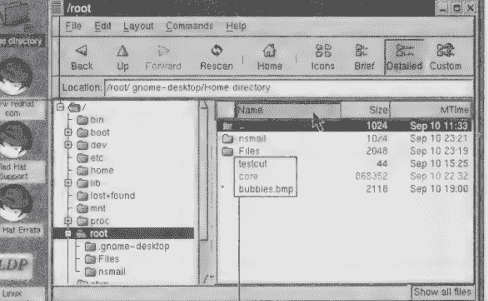 /root
File Edit Layout Commands Help
Back Up Forward Rescan Home Icons Brief Detailed Custom
Location: /root/.gnome-desktop/Home directory
/
bin
boot
dev
etc
home
lib
lost+found
mnt
proc
root
.gnome-desktop
Files
nsmail
Name Size MTime
.. 1024 Sep 10 11:33
nsmail 1024 Sep 10 23:21
Files 2048 Sep 10 23:19
testcut 44 Sep 10 15:25
core 868352 Sep 10 22:32
bubbles.bmp 2118 Sep 10 19:00
Show all files
directory
redhat
com
Red Hat
Support
Hat Errata
LDP
Linux